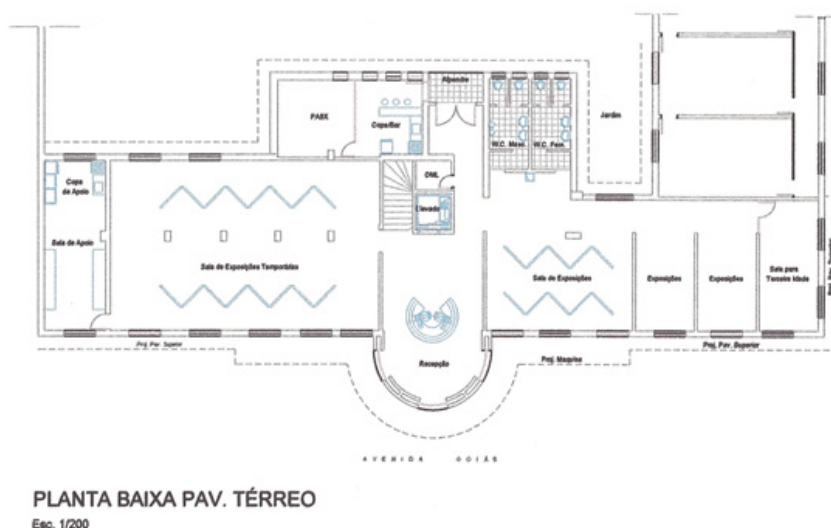 Alpendre
PABX
Copa/Bar
W.C. Masc.
W.C. Fem.
Jardim
Copa
de Apoio
DML
Elevador
Sala de Apoio
Sala de Exposições Temporárias
Sala de Exposições
Exposições
Exposições
Sala para
Terceira Idade
Recepção
Proj. Pav. Superior
Proj. Marquise
Proj. Pav. Superior
AVENIDA GOIÁS
PLANTA BAIXA PAV. TÉRREO
Esc. 1/200